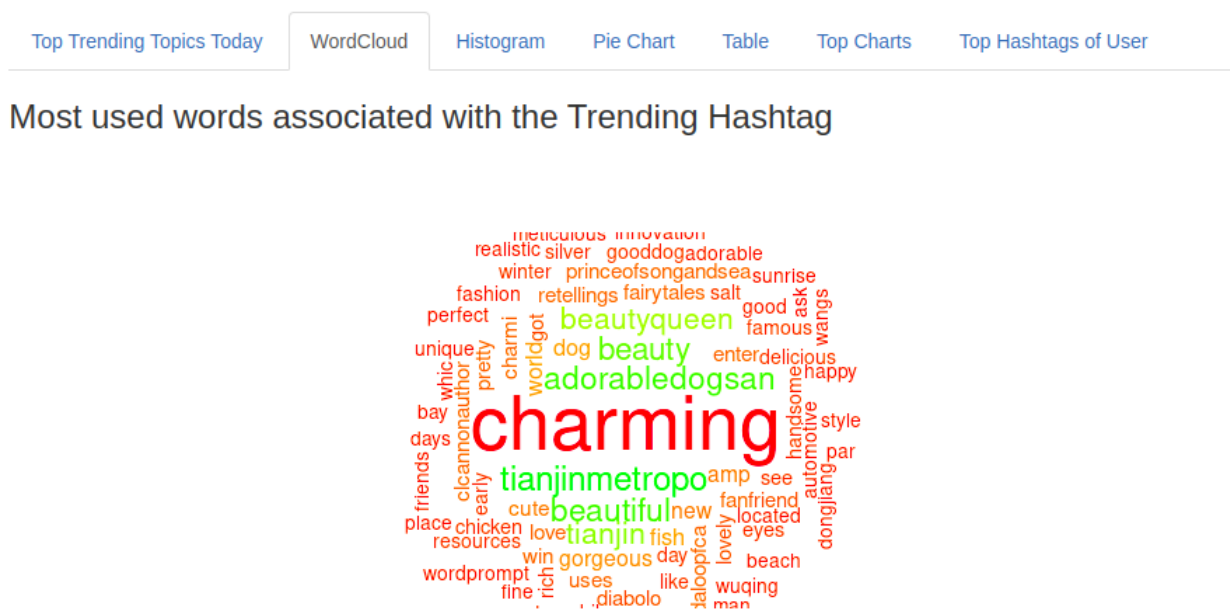 Top Trending Topics Today WordCloud Histogram Pie Chart Table Top Charts Top Hashtags of User
Most used words associated with the Trending Hashtag
meticulous innovation
realistic silver gooddog adorable
winter princeofsongandsea sunrise
fashion retellings fairytales salt
perfect charmi got beautyqueen good ask wangs
famous
unique pretty world dog beauty enter delicious
whic adorabledogsan handsome happy
bay clcannonauthor charming automotive style
days par
friends early tianjinmetropo amp see dongjiang
cute beautiful new fanfriend
place chicken love tianjin fish lovely located
resources eyes
win gorgeous day daloopfca beach
wordprompt rich uses like wuqing
fine diabolo man